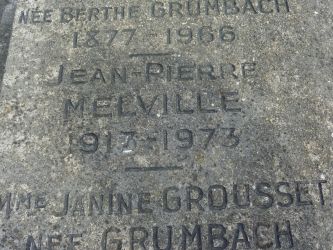 NÉE BERTHE GRUMBACH
1877-1966
JEAN-PIERRE
MELVILLE
1917-1973
MME JANINE GROUSSET
NÉE GRUMBACH